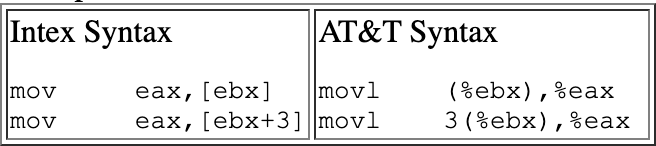 Intex Syntax
mov eax,[ebx]
mov eax,[ebx+3]
AT&T Syntax
movl (%ebx),%eax
movl 3(%ebx),%eax